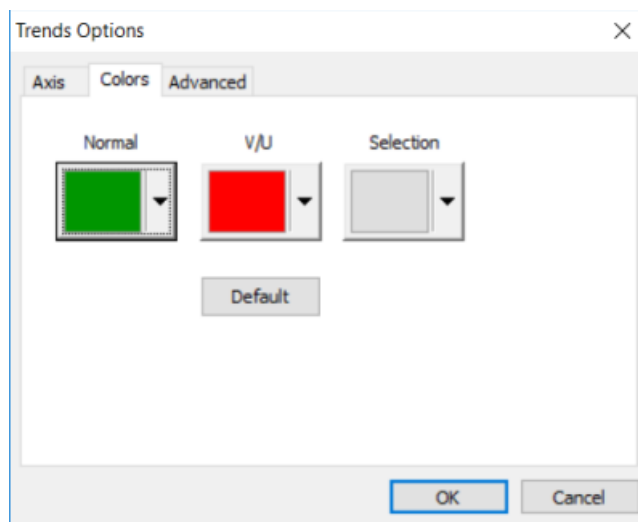 Trends Options
Axis Colors Advanced
Normal V/U Selection
Default
OK Cancel